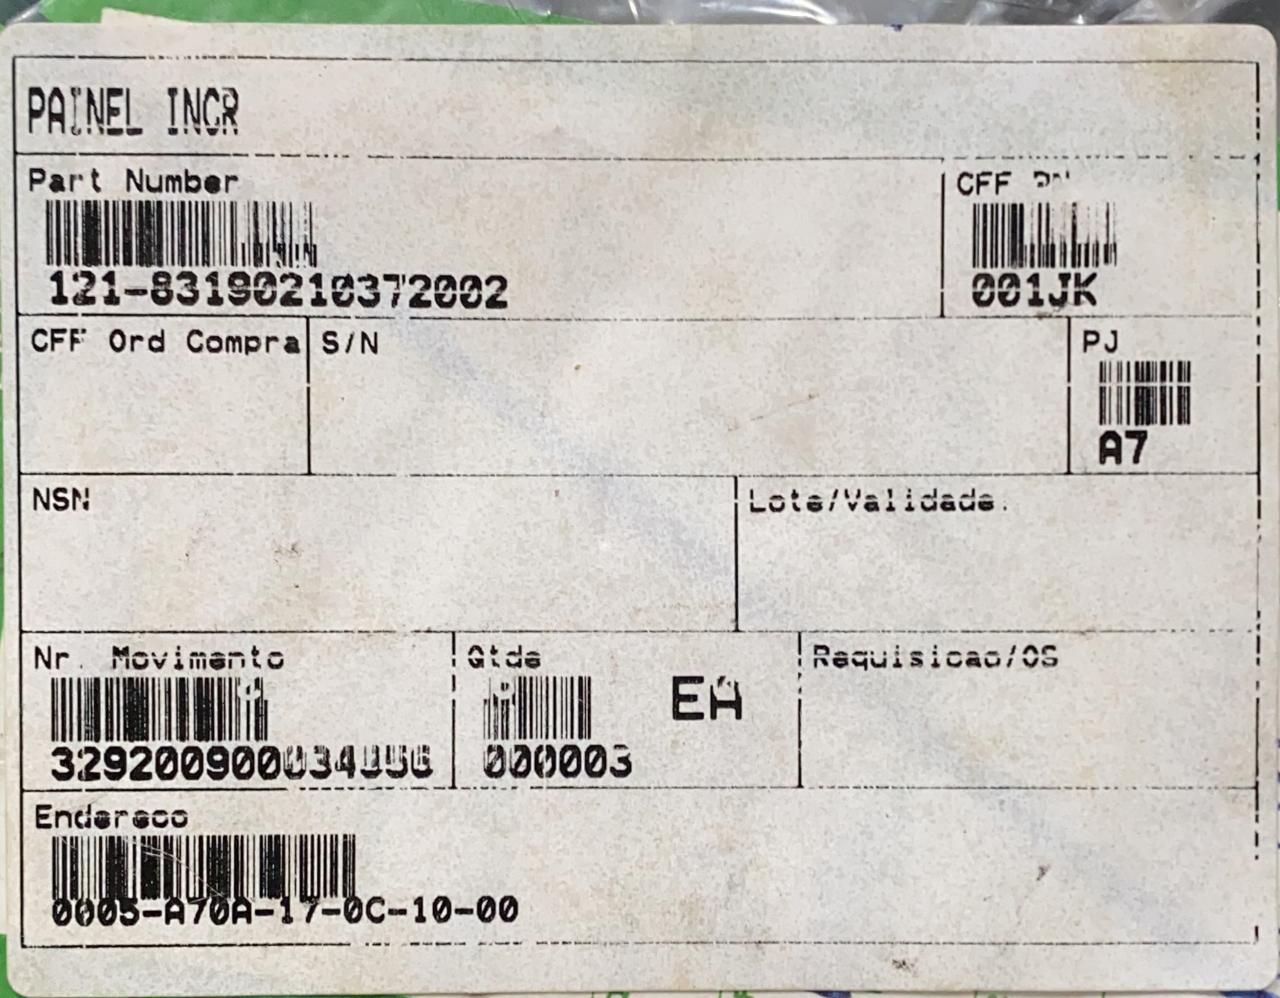 PAINEL INCR
Part Number
CFF PN
121-83190210372002
001JK
CFF Ord Compra
S/N
PJ
A7
NSN
Lote/Validade.
Nr. Movimento
Qtde
EA
Requisicao/OS
000003
Endereco
0005-A70A-17-0C-10-00